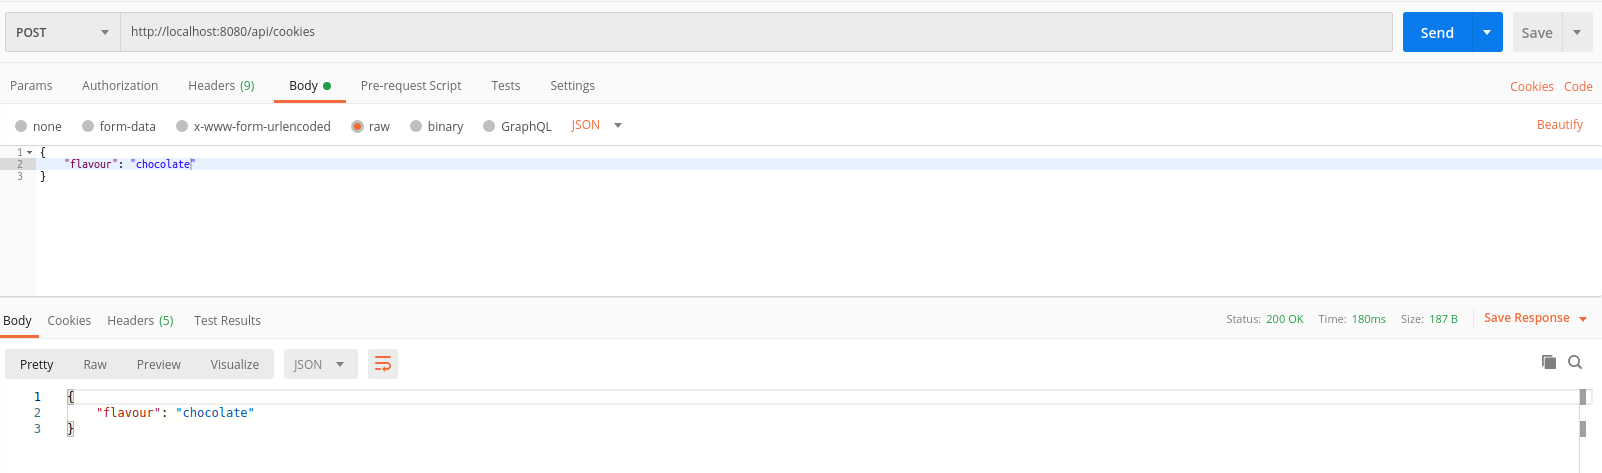 POST http://localhost:8080/api/cookies Send Save
Params Authorization Headers (9) Body Pre-request Script Tests Settings Cookies Code
none form-data x-www-form-urlencoded raw binary GraphQL JSON Beautify
1 {
2 "flavour": "chocolate"
3 }
Body Cookies Headers (5) Test Results Status: 200 OK Time: 180ms Size: 187 B Save Response
Pretty Raw Preview Visualize JSON
1 {
2 "flavour": "chocolate"
3 }